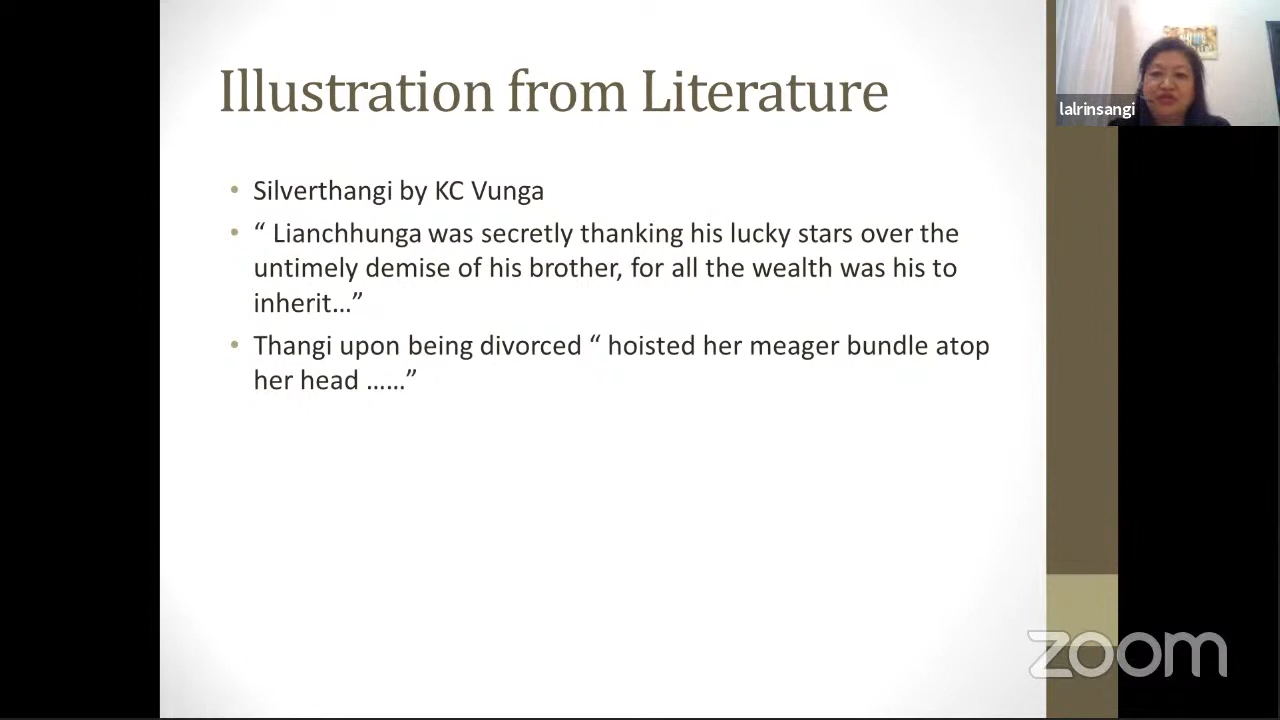 Illustration from Literature
lalrinsangi
• Silverthangi by KC Vunga
• “ Lianchhunga was secretly thanking his lucky stars over the
untimely demise of his brother, for all the wealth was his to
inherit…”
• Thangi upon being divorced “ hoisted her meager bundle atop
her head ……”
zoom